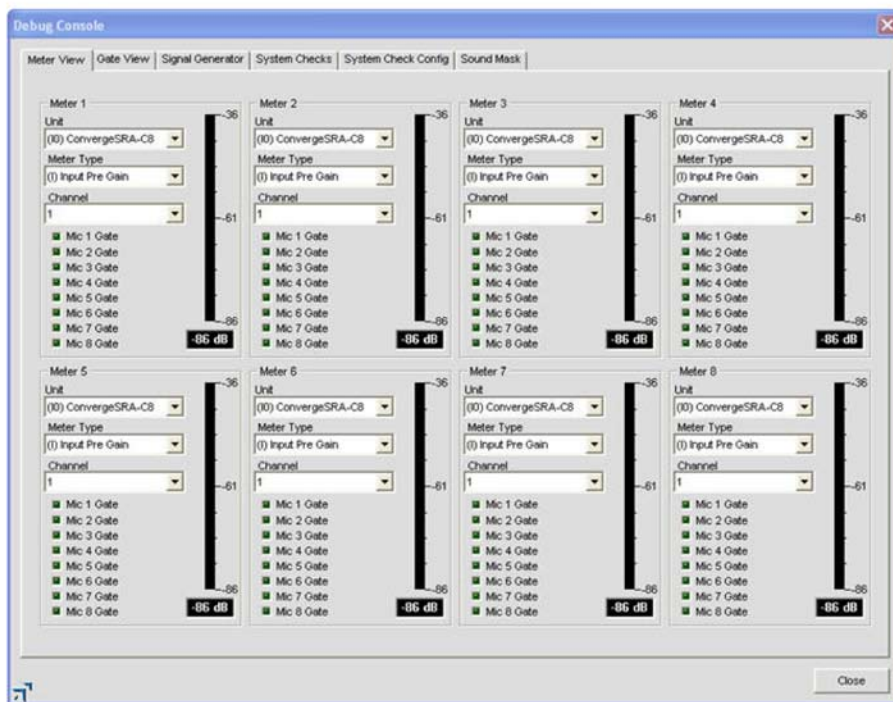 Debug Console
Meter View Gate View Signal Generator System Checks System Check Config Sound Mask
Meter 1
Unit
(I0) ConvergeSRA-C8
Meter Type
(I) Input Pre Gain
Channel
1
Mic 1 Gate
Mic 2 Gate
Mic 3 Gate
Mic 4 Gate
Mic 5 Gate
Mic 6 Gate
Mic 7 Gate
Mic 8 Gate
-36
-61
-86
-86 dB
Meter 2
Unit
(I0) ConvergeSRA-C8
Meter Type
(I) Input Pre Gain
Channel
1
Mic 1 Gate
Mic 2 Gate
Mic 3 Gate
Mic 4 Gate
Mic 5 Gate
Mic 6 Gate
Mic 7 Gate
Mic 8 Gate
-36
-61
-86
-86 dB
Meter 3
Unit
(I0) ConvergeSRA-C8
Meter Type
(I) Input Pre Gain
Channel
1
Mic 1 Gate
Mic 2 Gate
Mic 3 Gate
Mic 4 Gate
Mic 5 Gate
Mic 6 Gate
Mic 7 Gate
Mic 8 Gate
-36
-61
-86
-86 dB
Meter 4
Unit
(I0) ConvergeSRA-C8
Meter Type
(I) Input Pre Gain
Channel
1
Mic 1 Gate
Mic 2 Gate
Mic 3 Gate
Mic 4 Gate
Mic 5 Gate
Mic 6 Gate
Mic 7 Gate
Mic 8 Gate
-36
-61
-86
-86 dB
Meter 5
Unit
(I0) ConvergeSRA-C8
Meter Type
(I) Input Pre Gain
Channel
1
Mic 1 Gate
Mic 2 Gate
Mic 3 Gate
Mic 4 Gate
Mic 5 Gate
Mic 6 Gate
Mic 7 Gate
Mic 8 Gate
-36
-61
-86
-86 dB
Meter 6
Unit
(I0) ConvergeSRA-C8
Meter Type
(I) Input Pre Gain
Channel
1
Mic 1 Gate
Mic 2 Gate
Mic 3 Gate
Mic 4 Gate
Mic 5 Gate
Mic 6 Gate
Mic 7 Gate
Mic 8 Gate
-36
-61
-86
-86 dB
Meter 7
Unit
(I0) ConvergeSRA-C8
Meter Type
(I) Input Pre Gain
Channel
1
Mic 1 Gate
Mic 2 Gate
Mic 3 Gate
Mic 4 Gate
Mic 5 Gate
Mic 6 Gate
Mic 7 Gate
Mic 8 Gate
-36
-61
-86
-86 dB
Meter 8
Unit
(I0) ConvergeSRA-C8
Meter Type
(I) Input Pre Gain
Channel
1
Mic 1 Gate
Mic 2 Gate
Mic 3 Gate
Mic 4 Gate
Mic 5 Gate
Mic 6 Gate
Mic 7 Gate
Mic 8 Gate
-36
-61
-86
-86 dB
Close